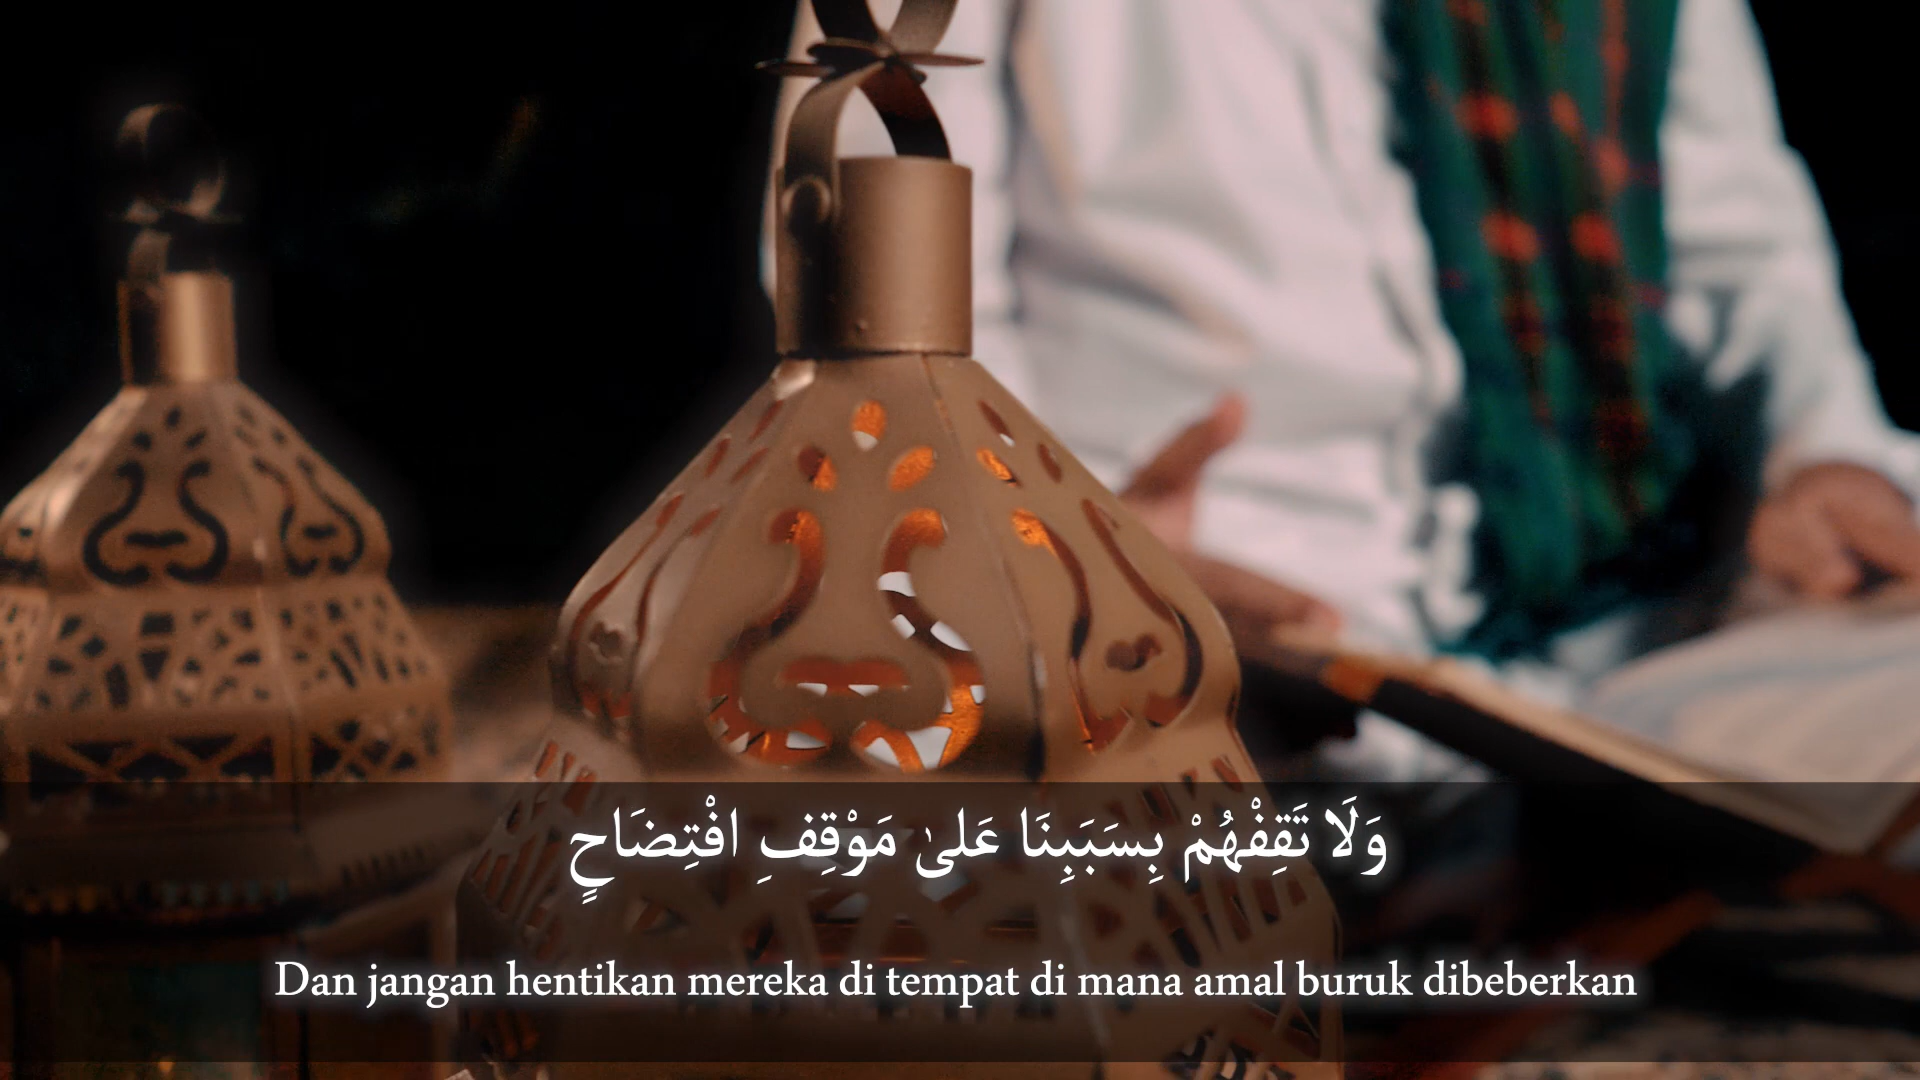 وَلَا تَقِفْهُمْ بِسَبَبِنَا عَلىٰ مَوْقِفِ افْتِضَاحٍ
Dan jangan hentikan mereka di tempat di mana amal buruk dibeberkan